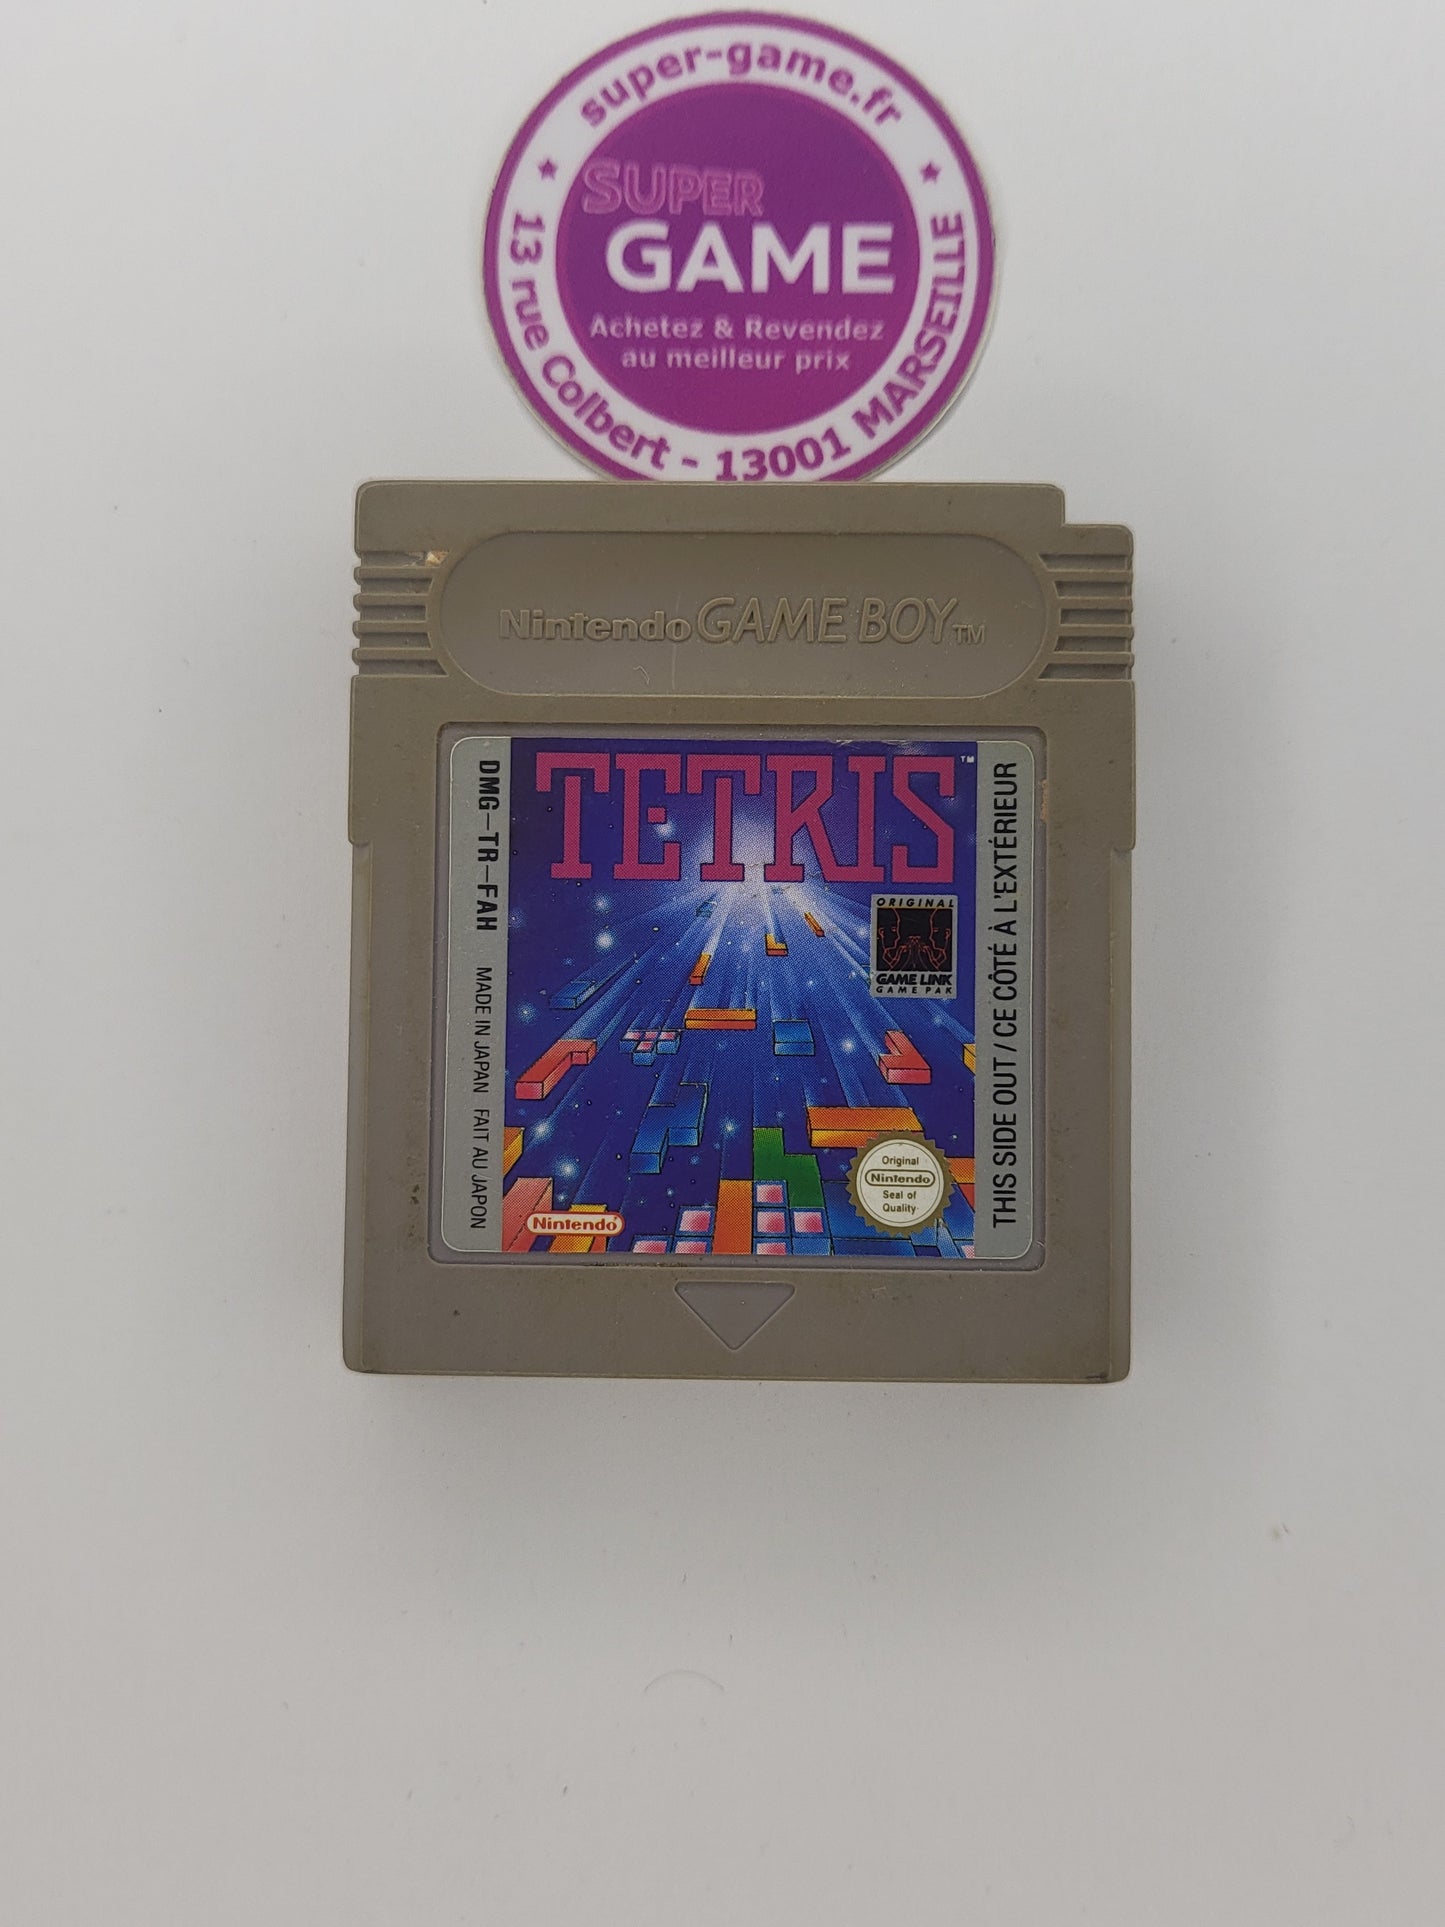 super-game.fr
SUPER
GAME
Achetez & Revendez
au meilleur prix
13 rue Colbert - 13001 MARSEILLE
Nintendo GAME BOY TM
DMG-TR-FAH MADE IN JAPAN FAIT AU JAPON
TETRIS TM
ORIGINAL
GAME LINK
GAME PAK
Original
Nintendo
Seal of
Quality
Nintendo®
THIS SIDE OUT / CE CÔTÉ À L'EXTÉRIEUR